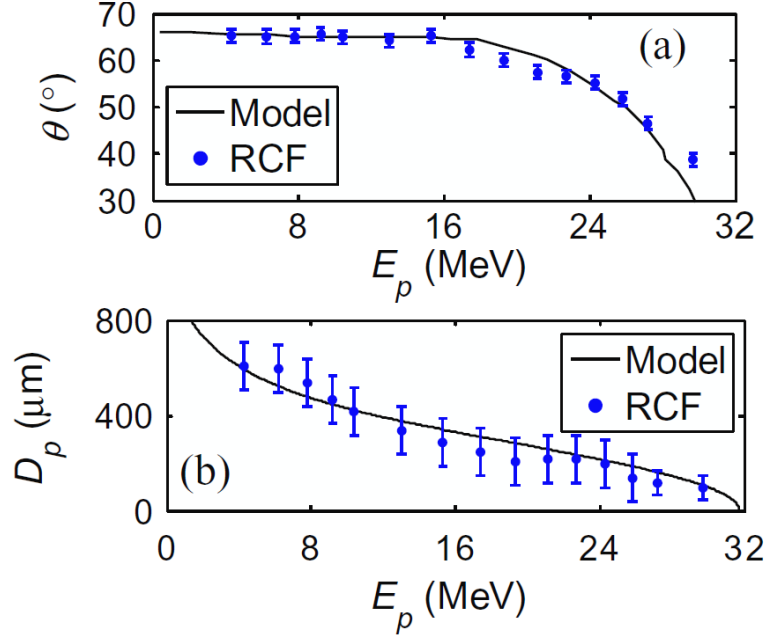 70
60
50
40
30
θ (°)
(a)
Model
RCF
0 8 16 24 32
E_p (MeV)
800
400
0
D_p (μm)
Model
RCF
(b)
0 8 16 24 32
E_p (MeV)